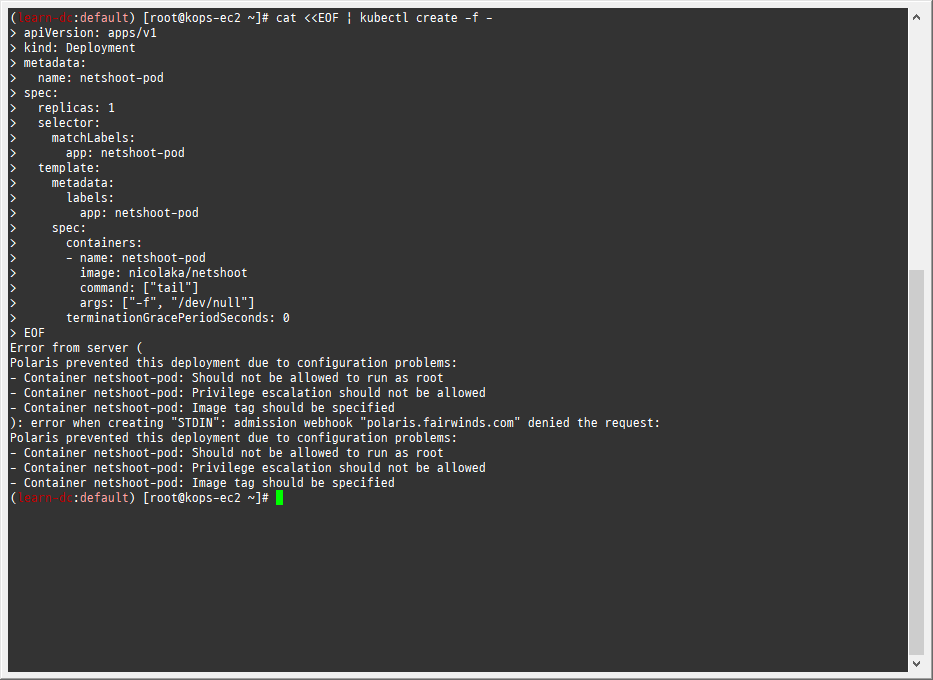 (learn-dr:default) [root@kops-ec2 ~]# cat <<EOF | kubectl create -f -
> apiVersion: apps/v1
> kind: Deployment
> metadata:
>   name: netshoot-pod
> spec:
>   replicas: 1
>   selector:
>     matchLabels:
>       app: netshoot-pod
>   template:
>     metadata:
>       labels:
>         app: netshoot-pod
>     spec:
>       containers:
>       - name: netshoot-pod
>         image: nicolaka/netshoot
>         command: ["tail"]
>         args: ["-f", "/dev/null"]
>       terminationGracePeriodSeconds: 0
> EOF
Error from server (
Polaris prevented this deployment due to configuration problems:
- Container netshoot-pod: Should not be allowed to run as root
- Container netshoot-pod: Privilege escalation should not be allowed
- Container netshoot-pod: Image tag should be specified
): error when creating "STDIN": admission webhook "polaris.fairwinds.com" denied the request:
Polaris prevented this deployment due to configuration problems:
- Container netshoot-pod: Should not be allowed to run as root
- Container netshoot-pod: Privilege escalation should not be allowed
- Container netshoot-pod: Image tag should be specified
(:default) [root@kops-ec2 ~]#